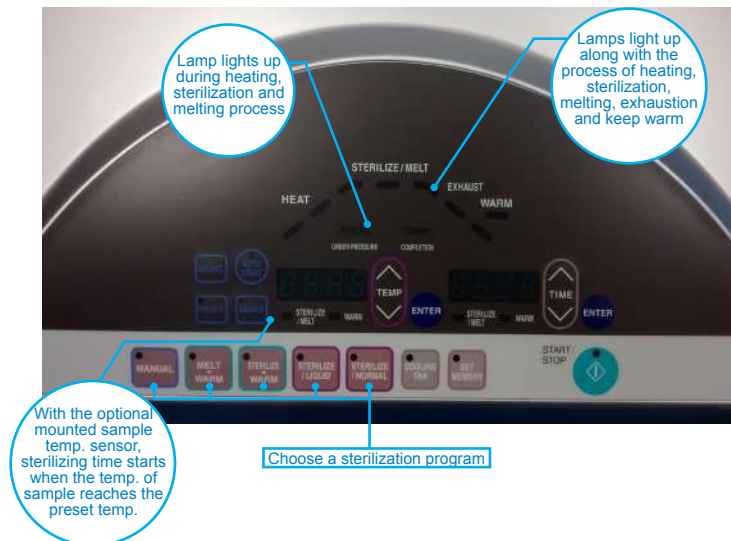 Lamp lights up
during heating,
sterilization and
melting process
Lamps light up
along with the
process of heating,
sterilization,
melting, exhaustion
and keep warm
STERILIZE / MELT
EXHAUST
HEAT
WARM
UNDER PRESSURE
COMPLETION
TEMP
TIME
STERILIZE
/ MELT
WARM
ENTER
STERILIZE
/ MELT
WARM
ENTER
MANUAL
MELT
WARM
STERILIZE
WARM
STERILIZE
/ LIQUID
STERILIZE
/ NORMAL
COOLING
FAN
SET
MEMORY
START/
STOP
With the optional
mounted sample
temp. sensor,
sterilizing time starts
when the temp. of
sample reaches the
preset temp.
Choose a sterilization program